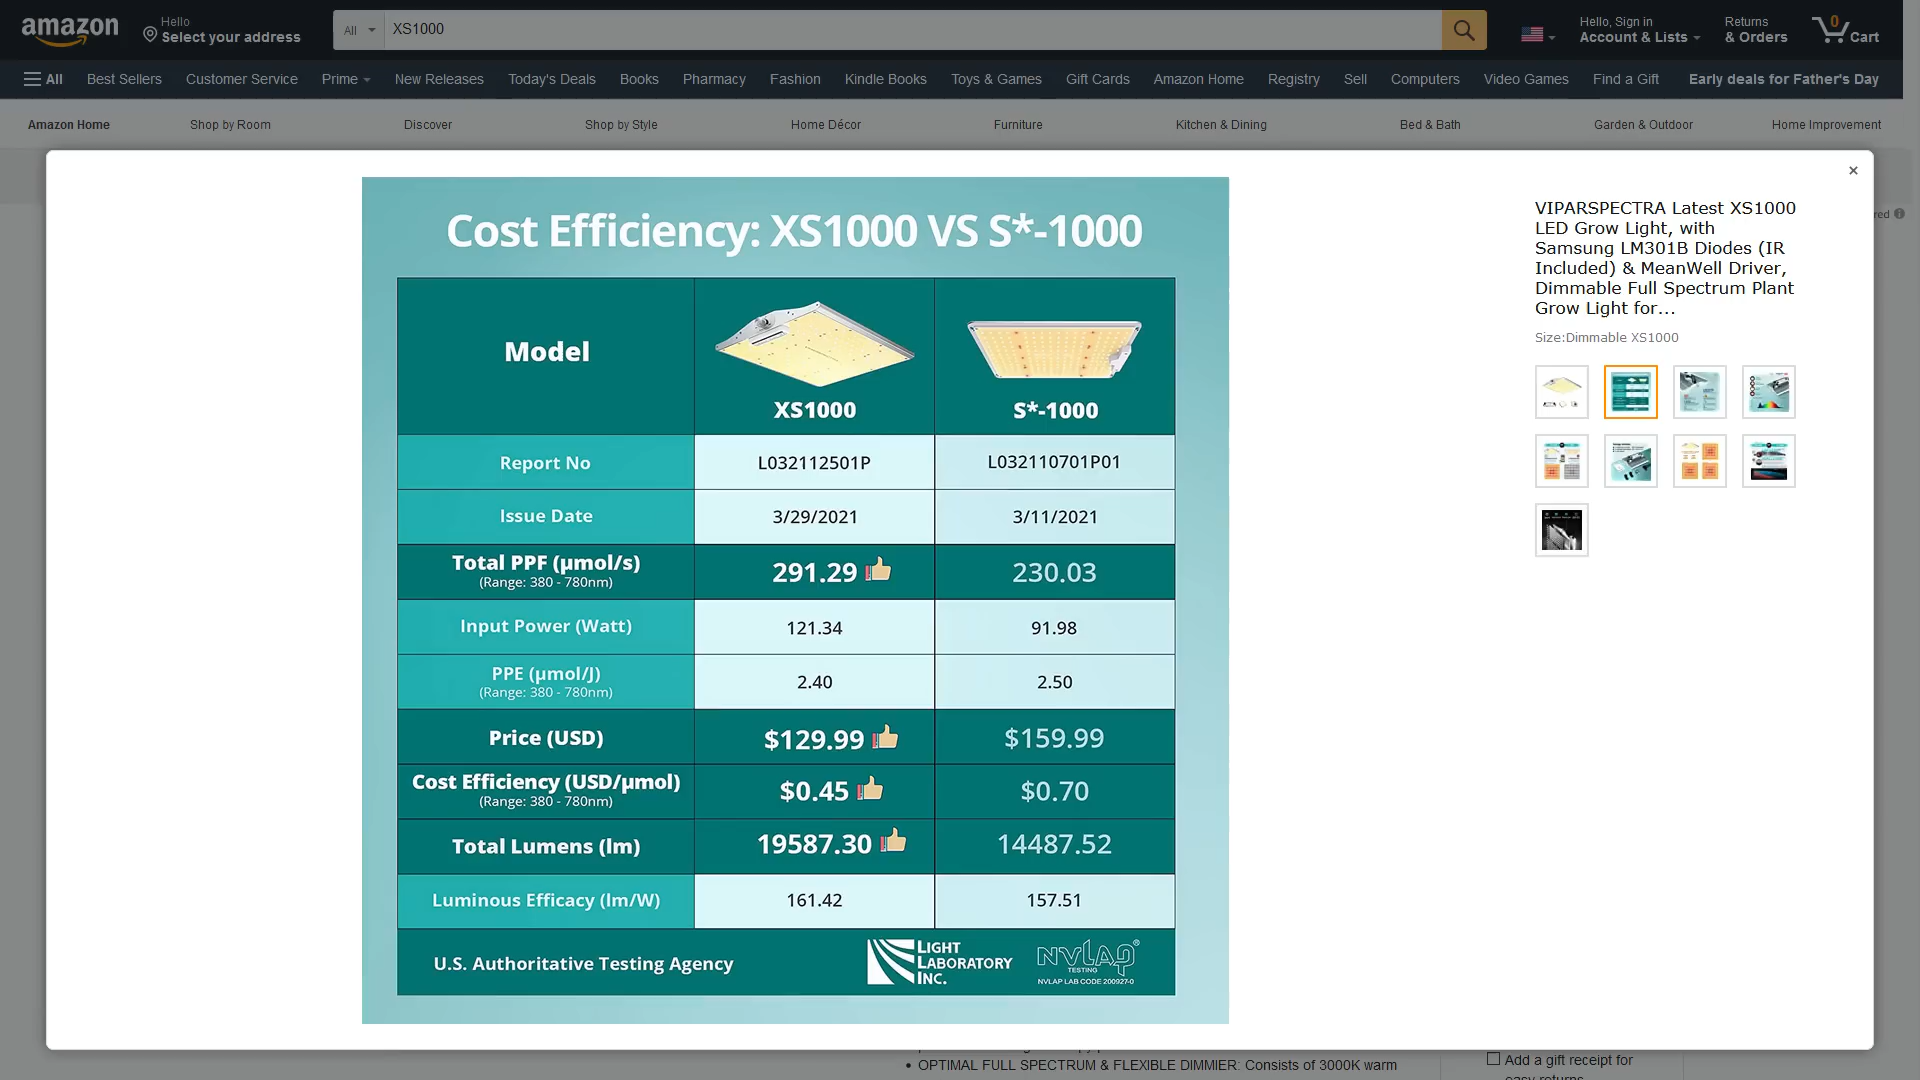 amazon
Hello
Select your address
All
XS1000
Hello, Sign in
Account & Lists
Returns
& Orders
0
Cart
All
Best Sellers
Customer Service
Prime
New Releases
Today's Deals
Books
Pharmacy
Fashion
Kindle Books
Toys & Games
Gift Cards
Amazon Home
Registry
Sell
Computers
Video Games
Find a Gift
Early deals for Father's Day
Amazon Home
Shop by Room
Discover
Shop by Style
Home Décor
Furniture
Kitchen & Dining
Bed & Bath
Garden & Outdoor
Home Improvement
Cost Efficiency: XS1000 VS S*-1000
Model
XS1000
S*-1000
Report No
L032112501P
L032110701P01
Issue Date
3/29/2021
3/11/2021
Total PPF (μmol/s)
(Range: 380 - 780nm)
291.29
230.03
Input Power (Watt)
121.34
91.98
PPE (μmol/J)
(Range: 380 - 780nm)
2.40
2.50
Price (USD)
$129.99
$159.99
Cost Efficiency (USD/μmol)
(Range: 380 - 780nm)
$0.45
$0.70
Total Lumens (lm)
19587.30
14487.52
Luminous Efficacy (lm/W)
161.42
157.51
U.S. Authoritative Testing Agency
LIGHT
LABORATORY
INC.
NVLAP®
TESTING
NVLAP LAB CODE 200927-0
VIPARSPECTRA Latest XS1000
LED Grow Light, with
Samsung LM301B Diodes (IR
Included) & MeanWell Driver,
Dimmable Full Spectrum Plant
Grow Light for...
Size:Dimmable XS1000
• OPTIMAL FULL SPECTRUM & FLEXIBLE DIMMIER: Consists of 3000K warm
Add a gift receipt for
easy returns